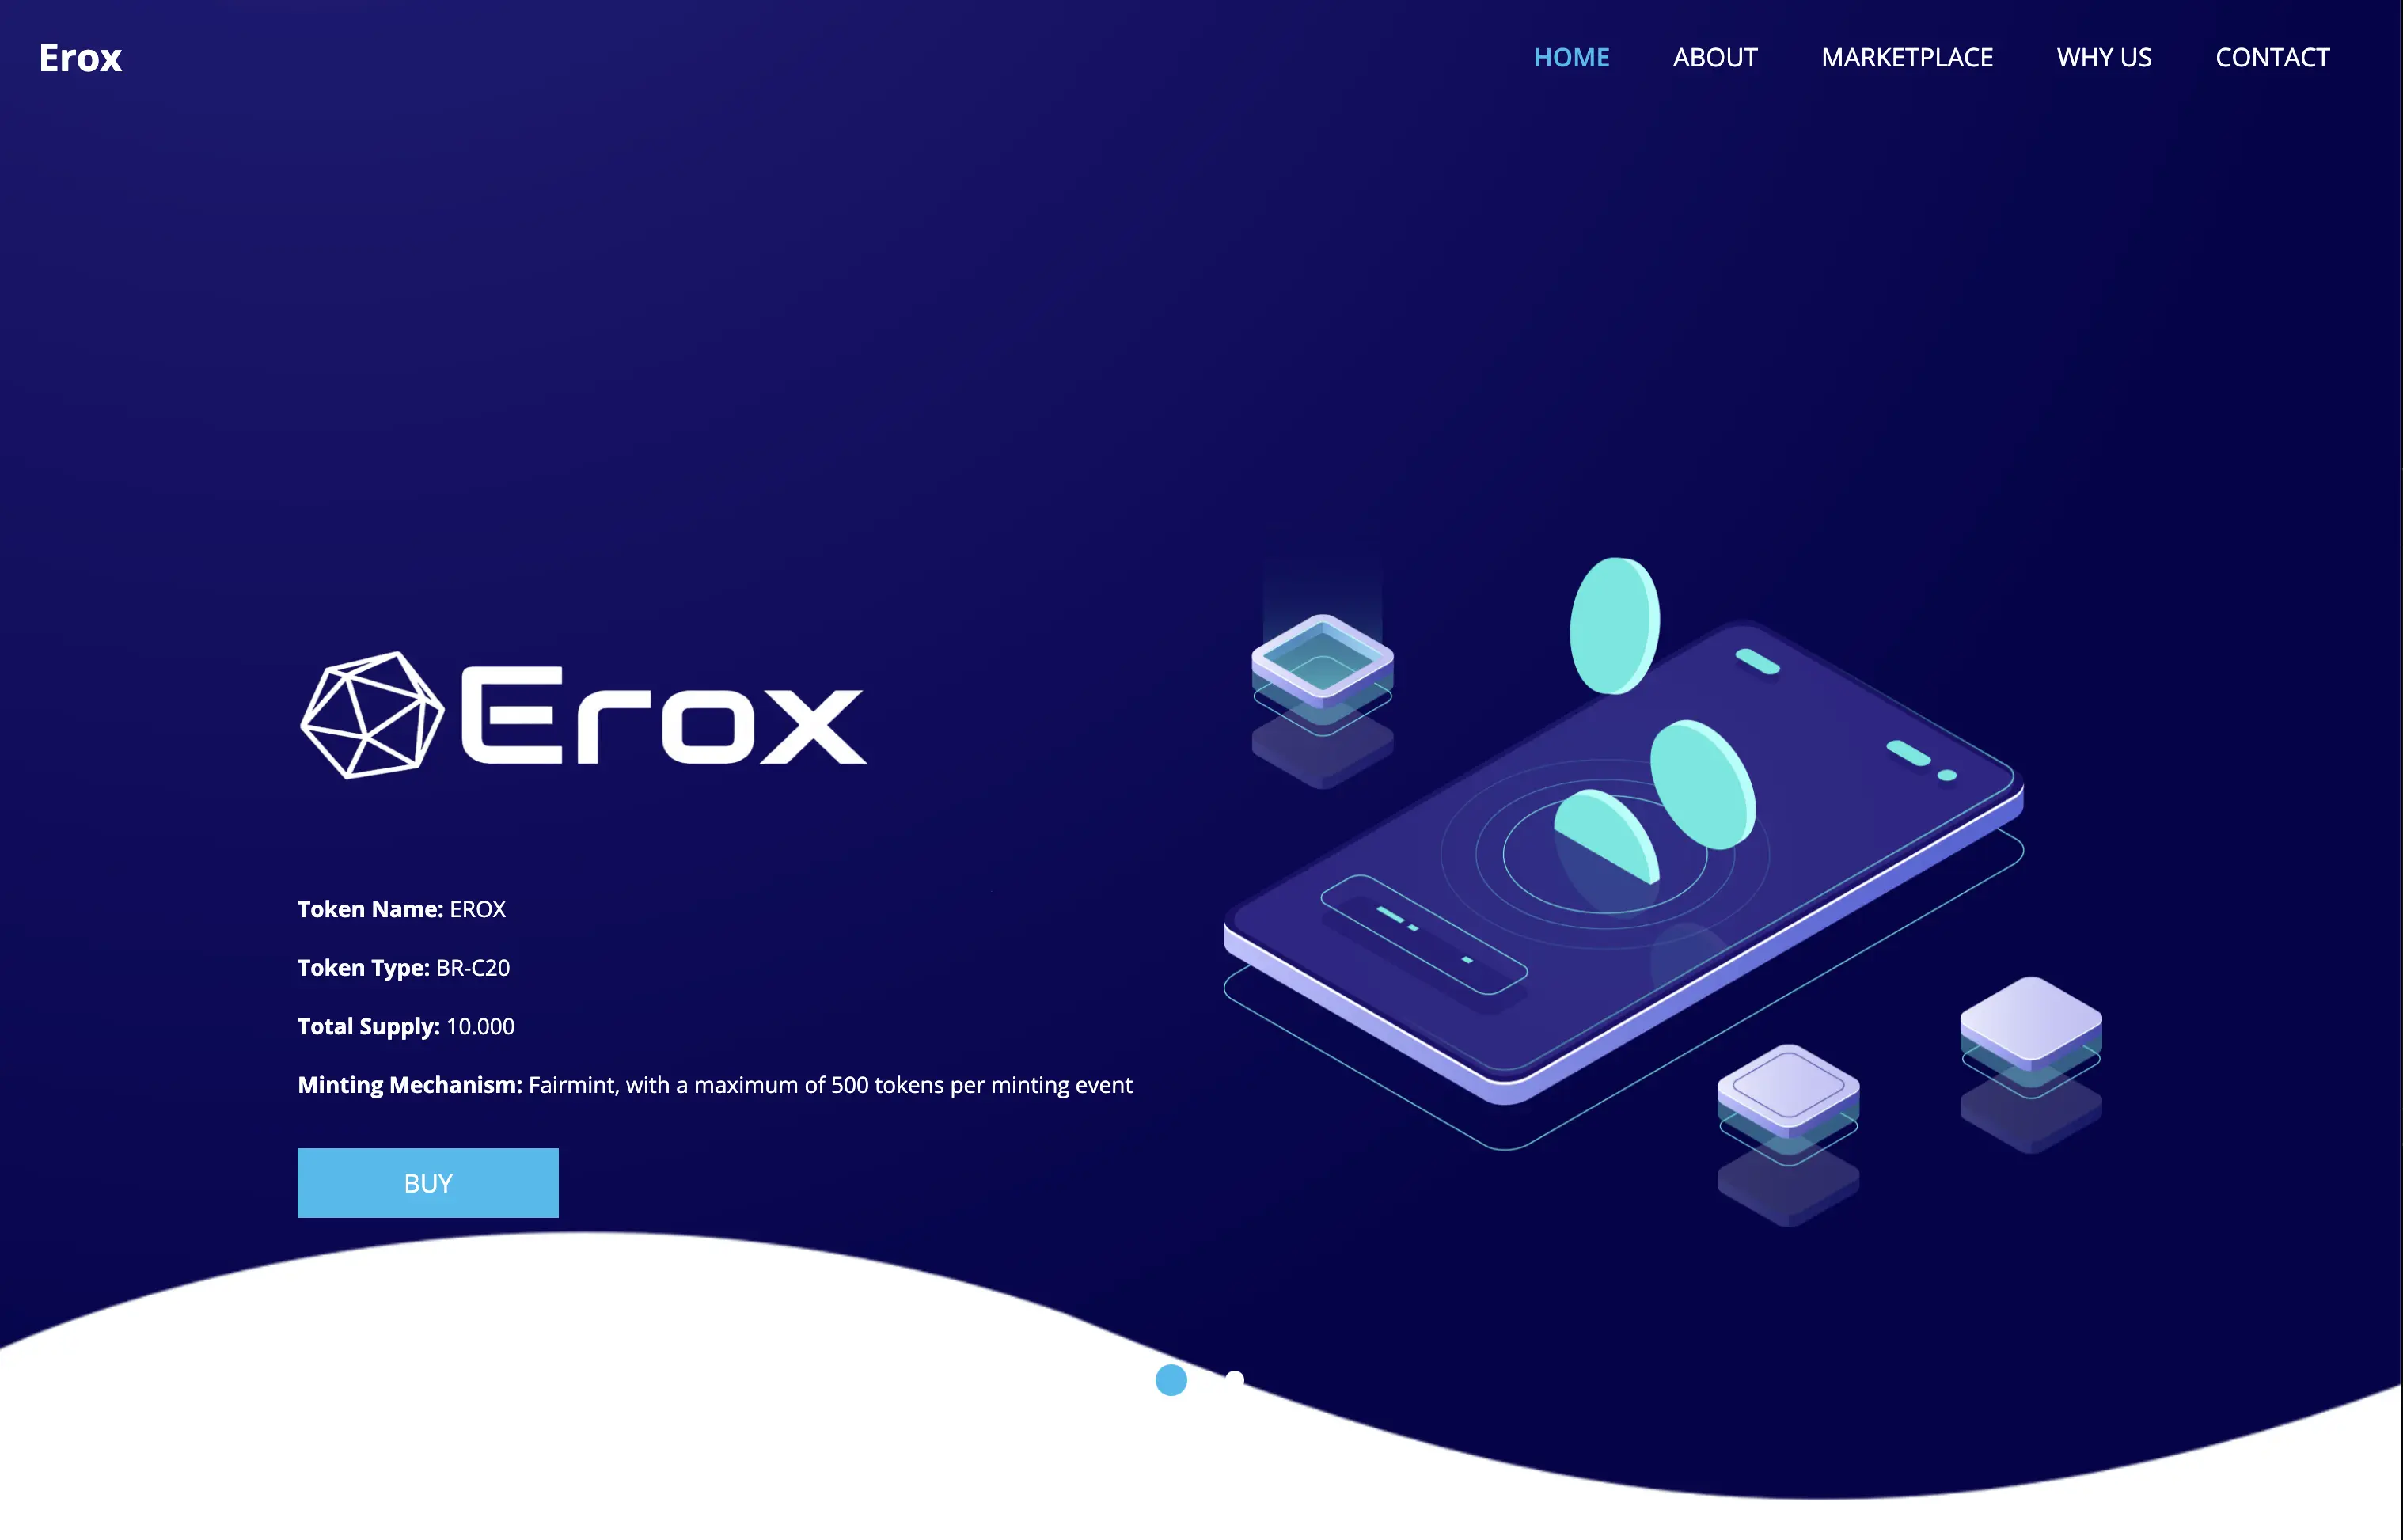 Erox
HOME ABOUT MARKETPLACE WHY US CONTACT
Erox
Token Name: EROX
Token Type: BR-C20
Total Supply: 10.000
Minting Mechanism: Fairmint, with a maximum of 500 tokens per minting event
BUY